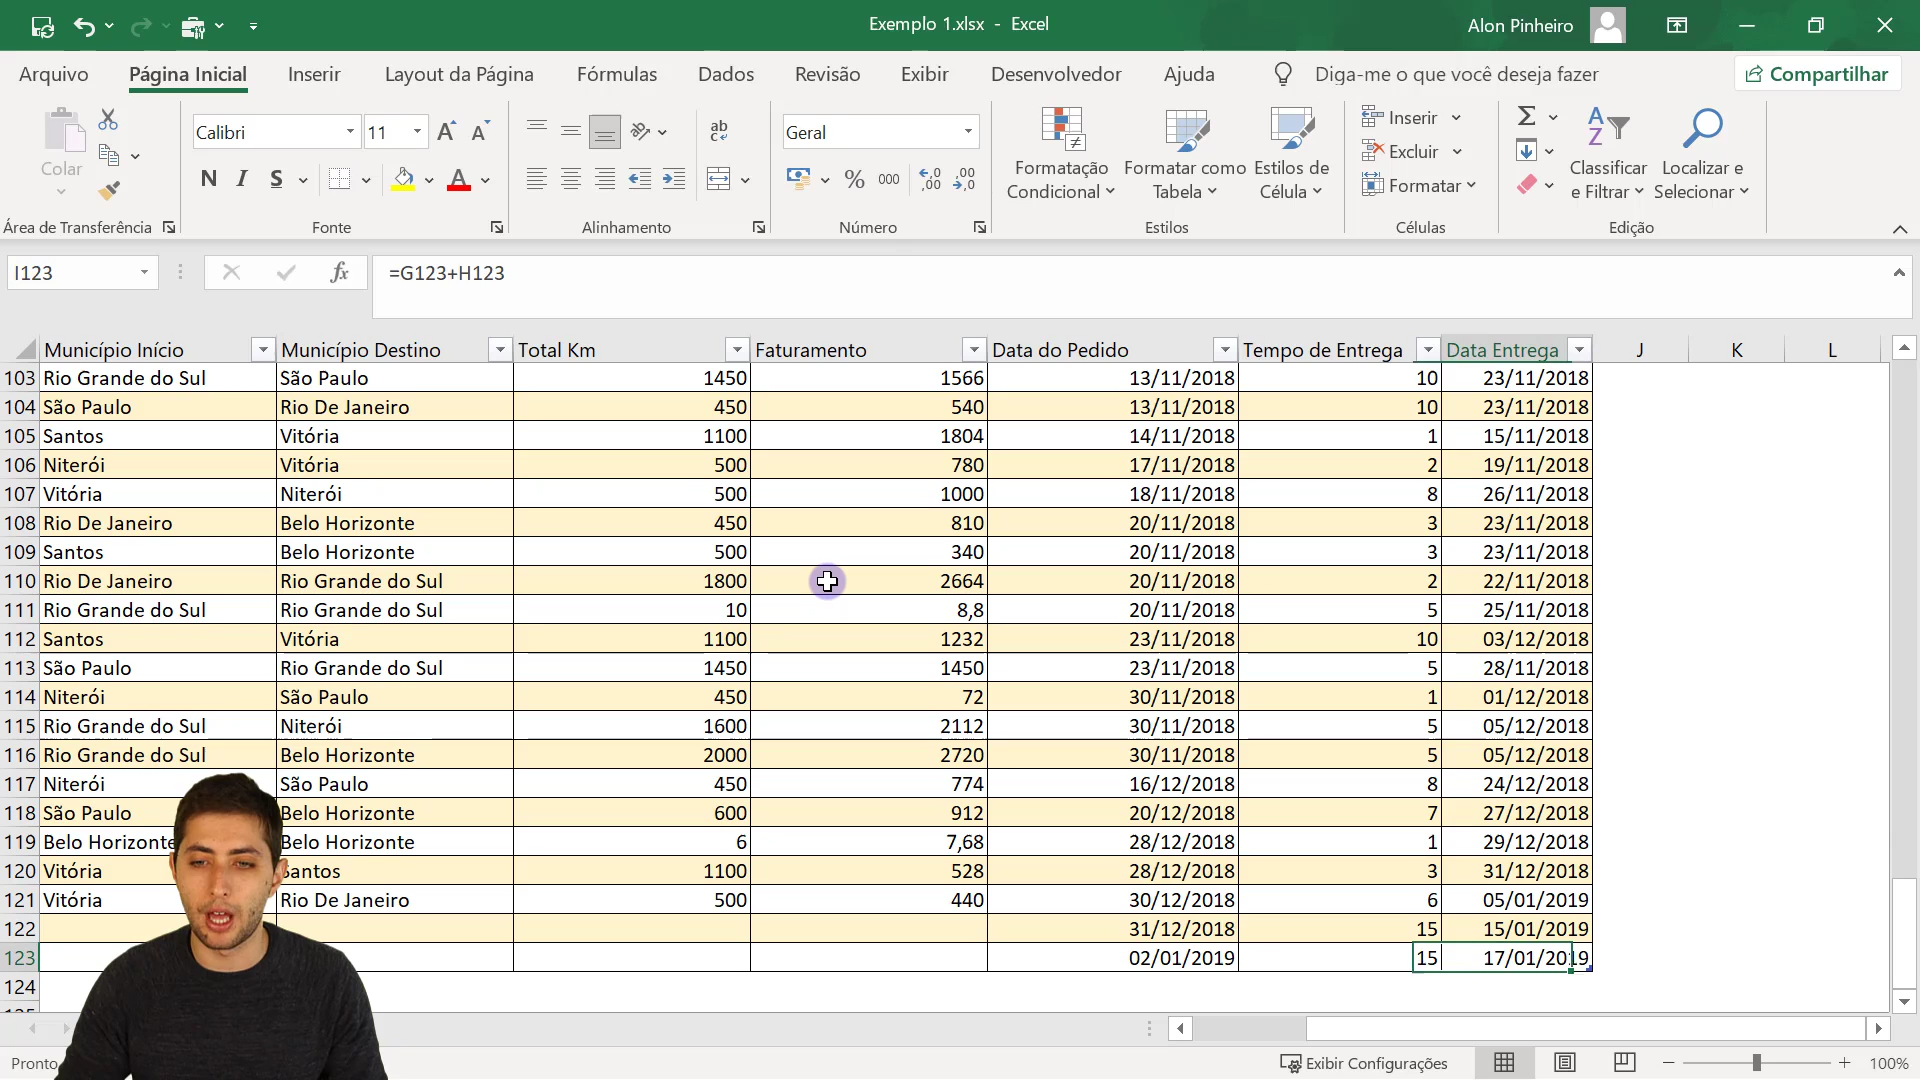 Exemplo 1.xlsx - Excel
Alon Pinheiro
Arquivo Página Inicial Inserir Layout da Página Fórmulas Dados Revisão Exibir Desenvolvedor Ajuda Diga-me o que você deseja fazer Compartilhar
Colar
Calibri 11
N I S
ab
c
Geral
% 000
Formatação Condicional
Formatar como Tabela
Estilos de Célula
Inserir
Excluir
Formatar
Classificar e Filtrar
Localizar e Selecionar
Área de Transferência Fonte Alinhamento Número Estilos Células Edição
I123 fx =G123+H123
Município Início Município Destino Total Km Faturamento Data do Pedido Tempo de Entrega Data Entrega J K L
103 Rio Grande do Sul São Paulo 1450 1566 13/11/2018 10 23/11/2018
104 São Paulo Rio De Janeiro 450 540 13/11/2018 10 23/11/2018
105 Santos Vitória 1100 1804 14/11/2018 1 15/11/2018
106 Niterói Vitória 500 780 17/11/2018 2 19/11/2018
107 Vitória Niterói 500 1000 18/11/2018 8 26/11/2018
108 Rio De Janeiro Belo Horizonte 450 810 20/11/2018 3 23/11/2018
109 Santos Belo Horizonte 500 340 20/11/2018 3 23/11/2018
110 Rio De Janeiro Rio Grande do Sul 1800 2664 20/11/2018 2 22/11/2018
111 Rio Grande do Sul Rio Grande do Sul 10 8,8 20/11/2018 5 25/11/2018
112 Santos Vitória 1100 1232 23/11/2018 10 03/12/2018
113 São Paulo Rio Grande do Sul 1450 1450 23/11/2018 5 28/11/2018
114 Niterói São Paulo 450 72 30/11/2018 1 01/12/2018
115 Rio Grande do Sul Niterói 1600 2112 30/11/2018 5 05/12/2018
116 Rio Grande do Sul Belo Horizonte 2000 2720 30/11/2018 5 05/12/2018
117 Niterói São Paulo 450 774 16/12/2018 8 24/12/2018
118 São Paulo Belo Horizonte 600 912 20/12/2018 7 27/12/2018
119 Belo Horizonte Belo Horizonte 6 7,68 28/12/2018 1 29/12/2018
120 Vitória Santos 1100 528 28/12/2018 3 31/12/2018
121 Vitória Rio De Janeiro 500 440 30/12/2018 6 05/01/2019
122 31/12/2018 15 15/01/2019
123 02/01/2019 15 17/01/2019
124
Pronto Exibir Configurações 100%